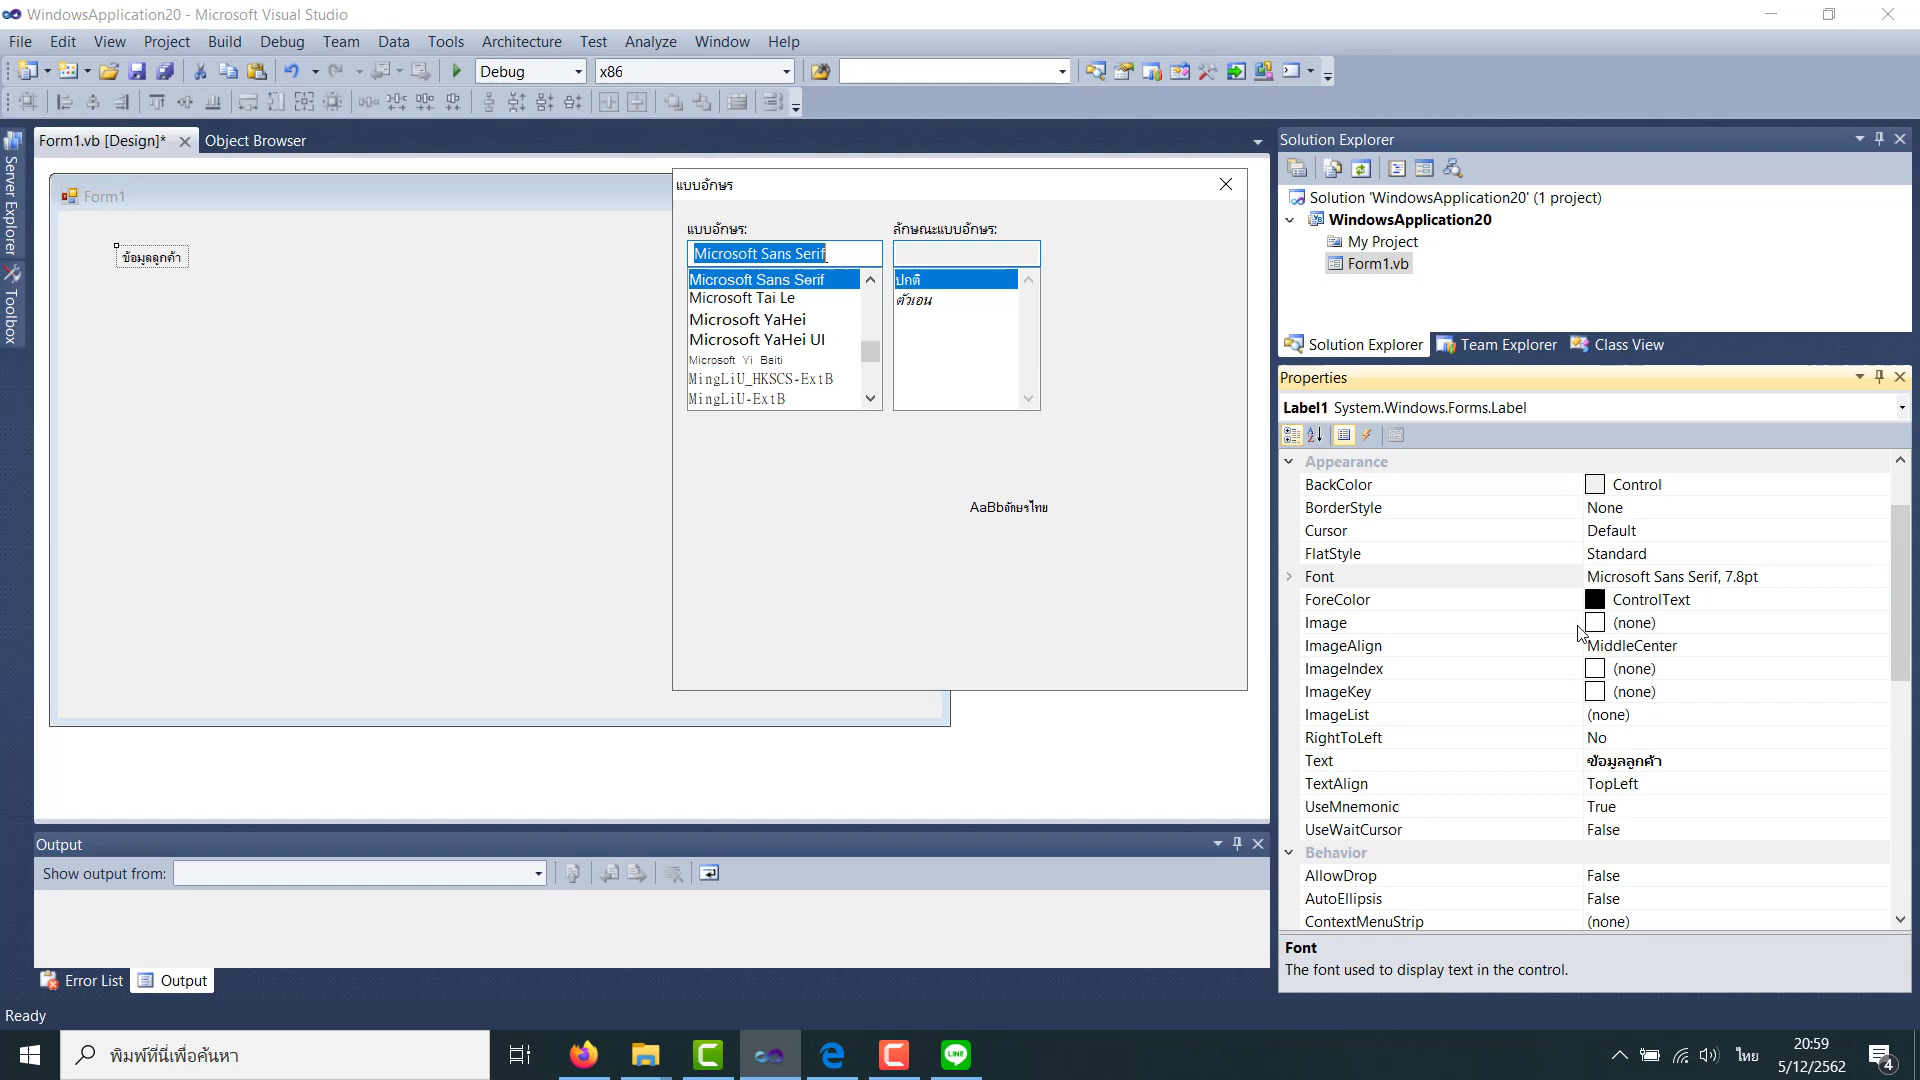 WindowsApplication20 - Microsoft Visual Studio
File Edit View Project Build Debug Team Data Tools Architecture Test Analyze Window Help
Debug x86
Server Explorer
Toolbox
Form1.vb [Design]* Object Browser
Form1
ข้อมูลลูกค้า
แบบอักษร
แบบอักษร: ลักษณะแบบอักษร:
Microsoft Sans Serif
Microsoft Sans Serif
Microsoft Tai Le
Microsoft YaHei
Microsoft YaHei UI
Microsoft Yi Baiti
MingLiU_HKSCS-ExtB
MingLiU-ExtB
ปกติ
ตัวเอน
AaBbอักษรไทย
Solution Explorer
Solution 'WindowsApplication20' (1 project)
WindowsApplication20
My Project
Form1.vb
Solution Explorer Team Explorer Class View
Properties
Label1 System.Windows.Forms.Label
Appearance
BackColor Control
BorderStyle None
Cursor Default
FlatStyle Standard
Font Microsoft Sans Serif, 7.8pt
ForeColor ControlText
Image (none)
ImageAlign MiddleCenter
ImageIndex (none)
ImageKey (none)
ImageList (none)
RightToLeft No
Text ข้อมูลลูกค้า
TextAlign TopLeft
UseMnemonic True
UseWaitCursor False
Behavior
AllowDrop False
AutoEllipsis False
ContextMenuStrip (none)
Font
The font used to display text in the control.
Output
Show output from:
Error List Output
Ready
พิมพ์ที่นี่เพื่อค้นหา
LINE
ไทย
20:59
5/12/2562
4